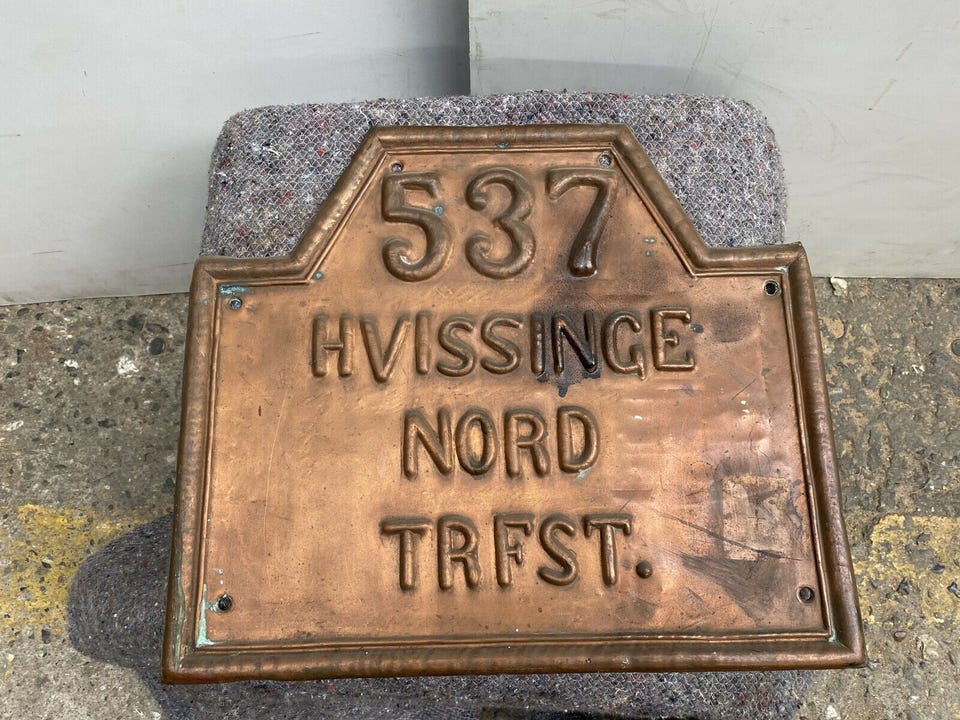 537
HVISSINGE
NORD
TRFST.